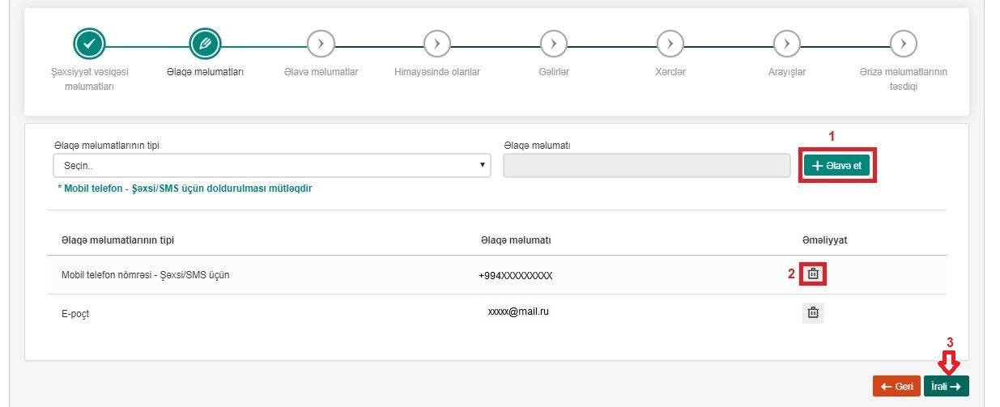 Şəxsiyyət vəsiqəsi
məlumatları
Əlaqə məlumatları
Əlavə məlumatlar
Himayəsində olanlar
Gəlirlər
Xərclər
Arayışlar
Ərizə məlumatlarının
təsdiqi
Əlaqə məlumatlarının tipi
Əlaqə məlumatı
1
Seçin..
+ Əlavə et
* Mobil telefon - Şəxsi/SMS üçün doldurulması mütləqdir
Əlaqə məlumatlarının tipi
Əlaqə məlumatı
Əməliyyat
Mobil telefon nömrəsi - Şəxsi/SMS üçün
+994XXXXXXXXX
2
E-poçt
xxxxx@mail.ru
3
← Geri
İrəli →